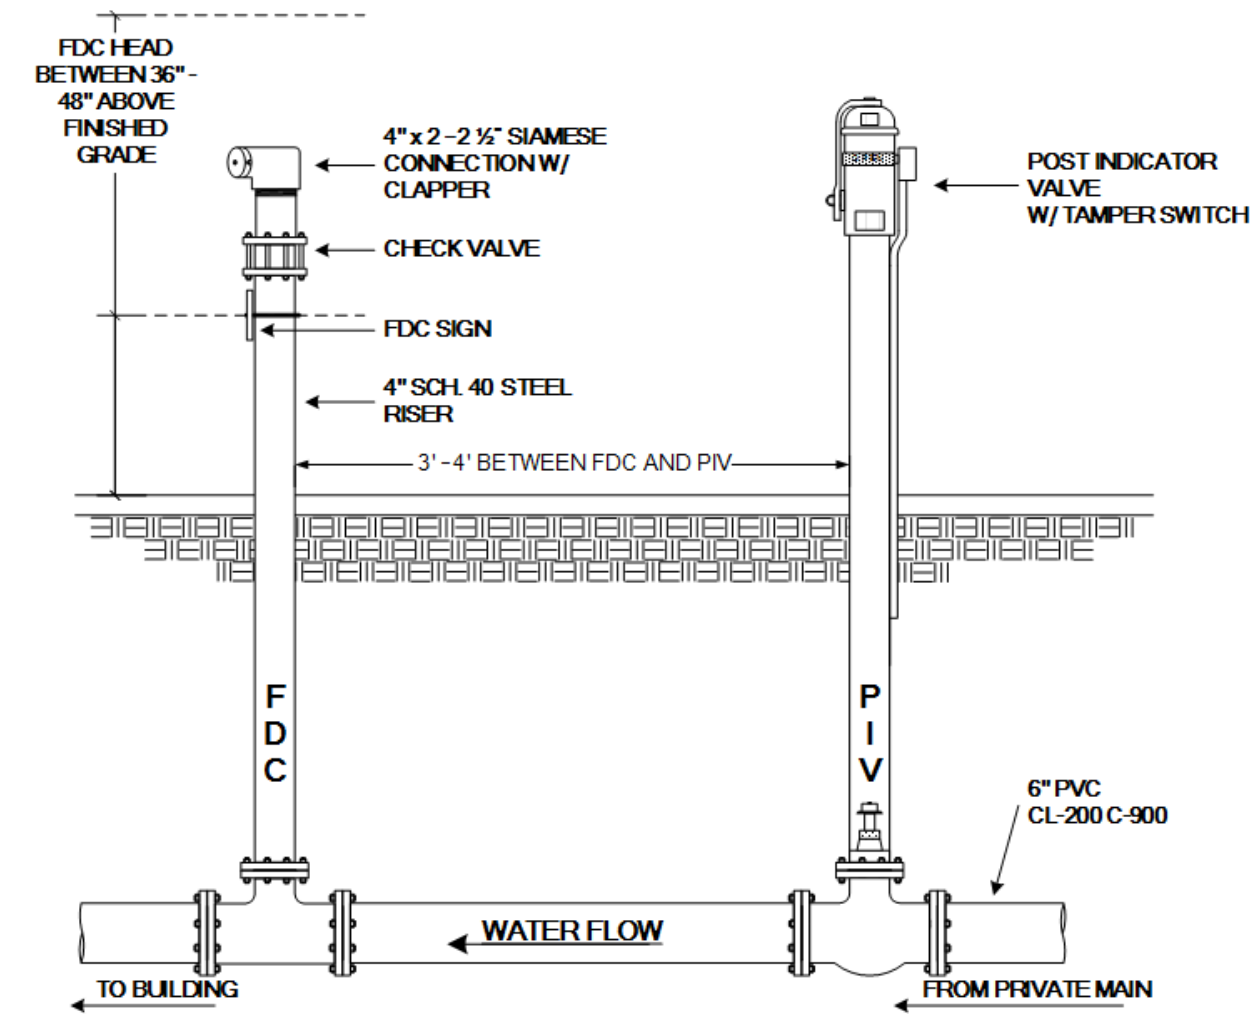 FDC HEAD
BETWEEN 36" -
48" ABOVE
FINISHED
GRADE
4" x 2 - 2 ½" SIAMESE
CONNECTION W/
CLAPPER
CHECK VALVE
FDC SIGN
4" SCH. 40 STEEL
RISER
POST INDICATOR
VALVE
W/ TAMPER SWITCH
3' - 4' BETWEEN FDC AND PIV
F
D
C
P
I
V
6" PVC
CL-200 C-900
WATER FLOW
TO BUILDING
FROM PRIVATE MAIN